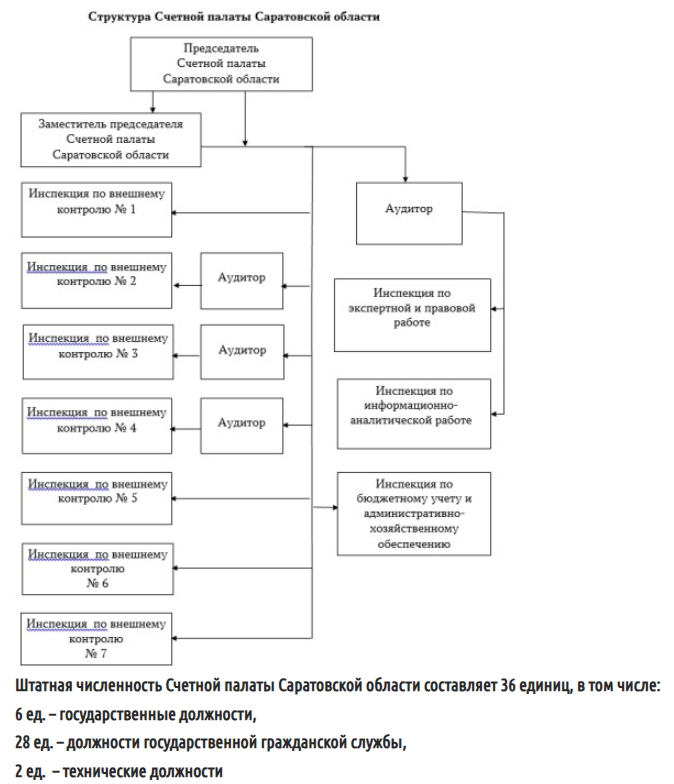 Структура Счетной палаты Саратовской области
Председатель
Счетной палаты
Саратовской области
Заместитель председателя
Счетной палаты
Саратовской области
Инспекция по внешнему
контролю № 1
Аудитор
Инспекция по внешнему
контролю № 2
Аудитор
Инспекция по
экспертной и правовой
работе
Инспекция по внешнему
контролю № 3
Аудитор
Инспекция по
информационно-
аналитической работе
Инспекция по внешнему
контролю № 4
Аудитор
Инспекция по внешнему
контролю № 5
Инспекция по
бюджетному учету и
административно-
хозяйственному
обеспечению
Инспекция по внешнему
контролю
№ 6
Инспекция по внешнему
контролю
№ 7
Штатная численность Счетной палаты Саратовской области составляет 36 единиц, в том числе:
6 ед. – государственные должности,
28 ед. – должности государственной гражданской службы,
2 ед. – технические должности